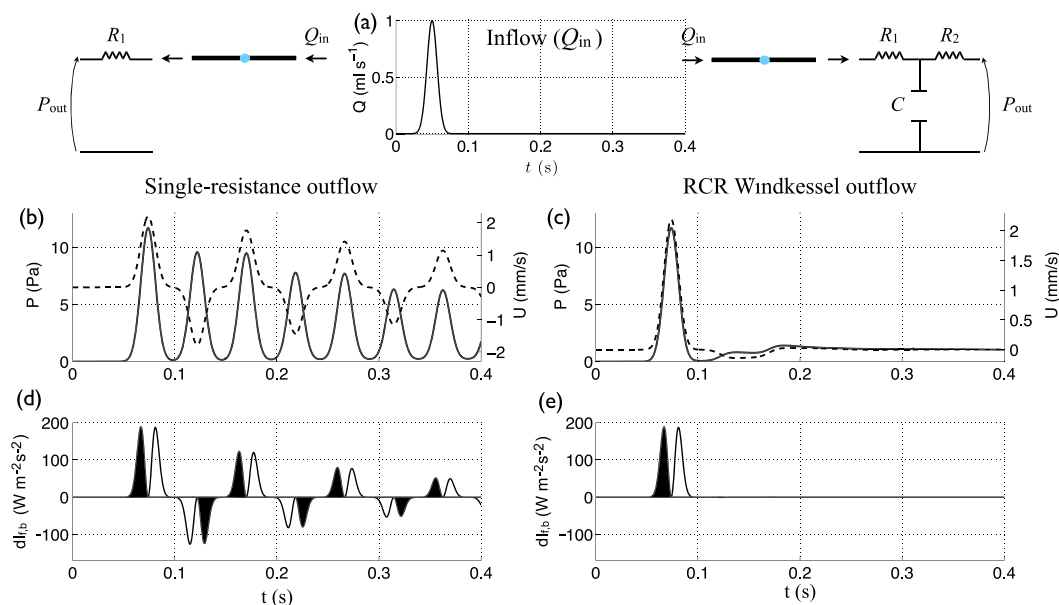 (a)
Inflow (Qin)
R1
Qin
Pout
Q (ml s-1)
1
0.5
0
0
0.1
0.2
0.3
0.4
t (s)
Qin
R1
R2
C
Pout
Single-resistance outflow
RCR Windkessel outflow
(b)
P (Pa)
10
5
0
2
1
0
−1
−2
U (mm/s)
0
0.1
0.2
0.3
0.4
(c)
P (Pa)
10
5
0
2
1.5
1
0.5
0
U (mm/s)
0
0.1
0.2
0.3
0.4
(d)
dIf,b (W m-2s-2)
200
100
0
−100
0
0.1
0.2
0.3
0.4
t (s)
(e)
dIf,b (W m-2s-2)
200
100
0
−100
0
0.1
0.2
0.3
0.4
t (s)